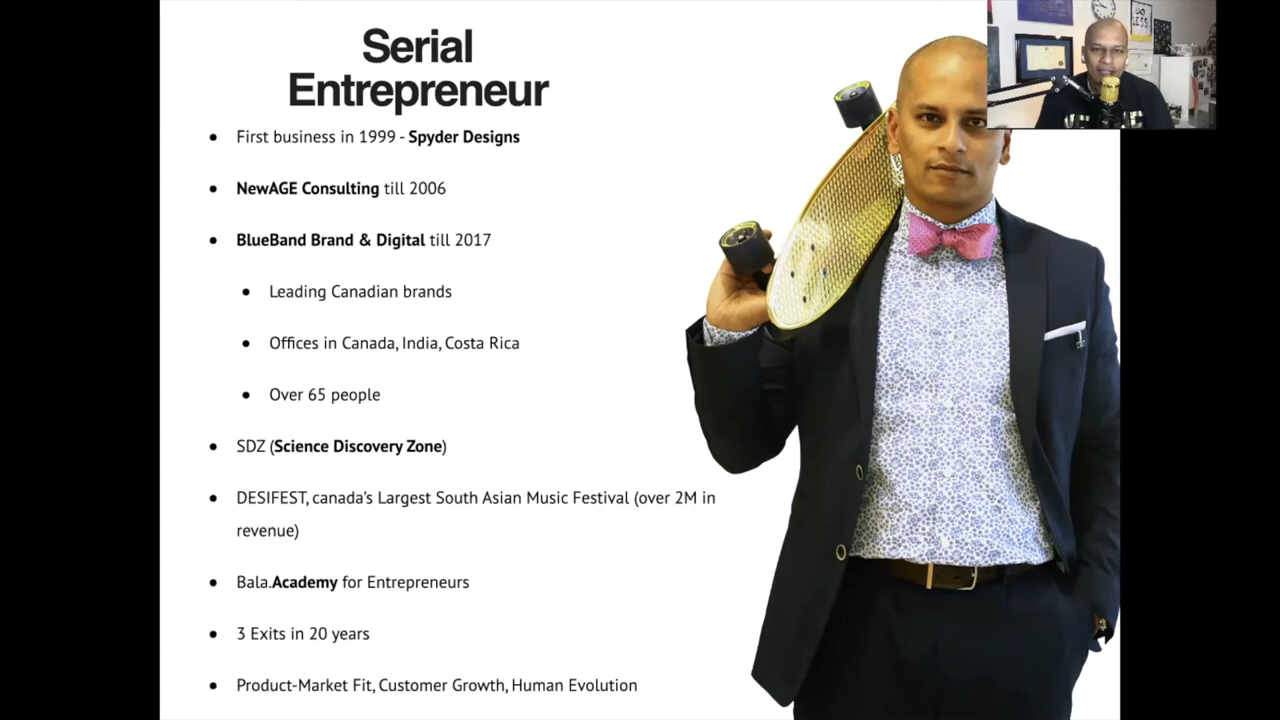 Serial
Entrepreneur
• First business in 1999 - Spyder Designs
• NewAGE Consulting till 2006
• BlueBand Brand & Digital till 2017
• Leading Canadian brands
• Offices in Canada, India, Costa Rica
• Over 65 people
• SDZ (Science Discovery Zone)
• DESIFEST, canada's Largest South Asian Music Festival (over 2M in
revenue)
• Bala.Academy for Entrepreneurs
• 3 Exits in 20 years
• Product-Market Fit, Customer Growth, Human Evolution